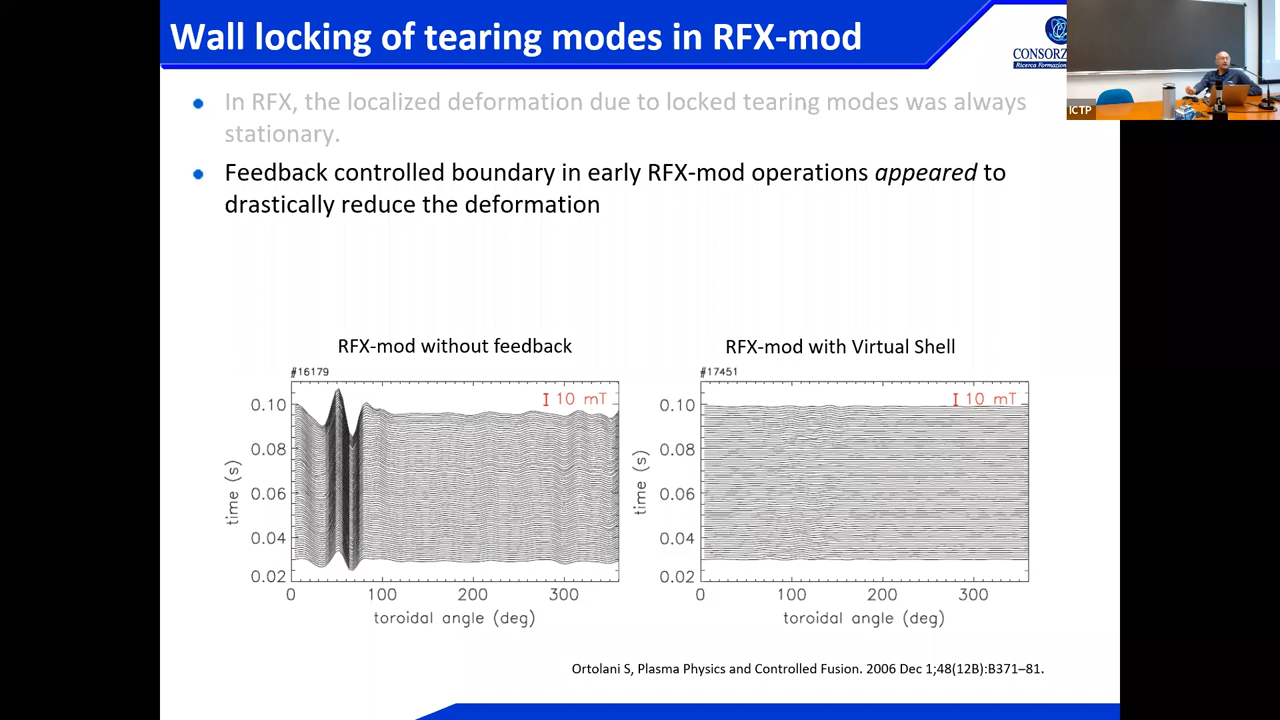 Wall locking of tearing modes in RFX-mod
CONSORZ
Ricerca Formazion
ICTP
In RFX, the localized deformation due to locked tearing modes was always
stationary.
Feedback controlled boundary in early RFX-mod operations appeared to
drastically reduce the deformation
RFX-mod without feedback
#16179
10 mT
0.10
0.08
0.06
0.04
0.02
time (s)
0 100 200 300
toroidal angle (deg)
RFX-mod with Virtual Shell
#17451
10 mT
0.10
0.08
0.06
0.04
0.02
time (s)
0 100 200 300
toroidal angle (deg)
Ortolani S, Plasma Physics and Controlled Fusion. 2006 Dec 1;48(12B):B371–81.